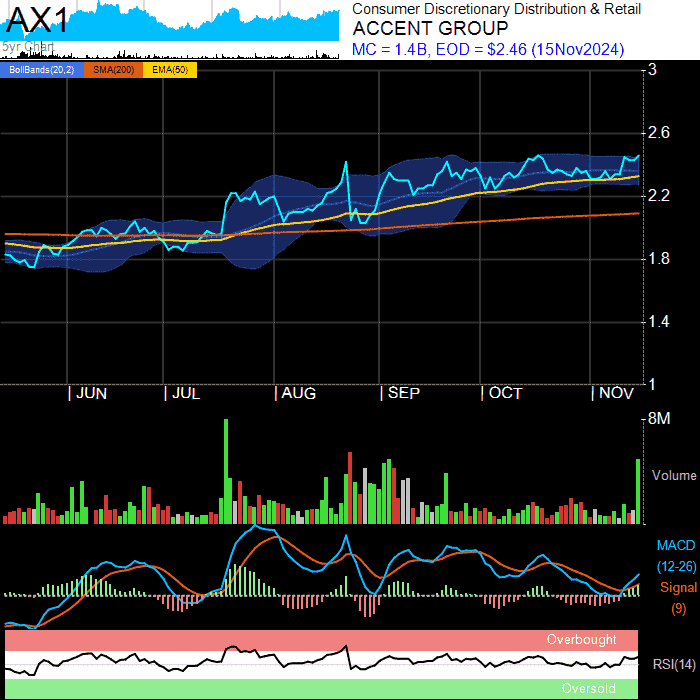 AX1
5yr Chart
Consumer Discretionary Distribution & Retail
ACCENT GROUP
MC = 1.4B, EOD = $2.46 (15Nov2024)
BollBands(20,2) SMA(200) EMA(50)
3
2.6
2.2
1.8
1.4
1
| JUN | JUL | AUG | SEP | OCT | NOV
8M
Volume
MACD
(12-26)
Signal
(9)
Overbought
RSI(14)
Oversold